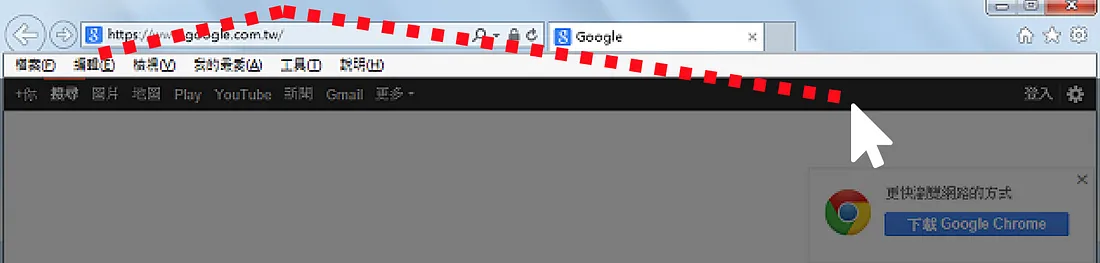 https://www.google.com.tw/
Google
檔案(F) 編輯(E) 檢視(V) 我的最愛(A) 工具(T) 說明(H)
+你 搜尋 圖片 地圖 Play YouTube 新聞 Gmail 更多 登入
更快瀏覽網路的方式
下載 Google Chrome